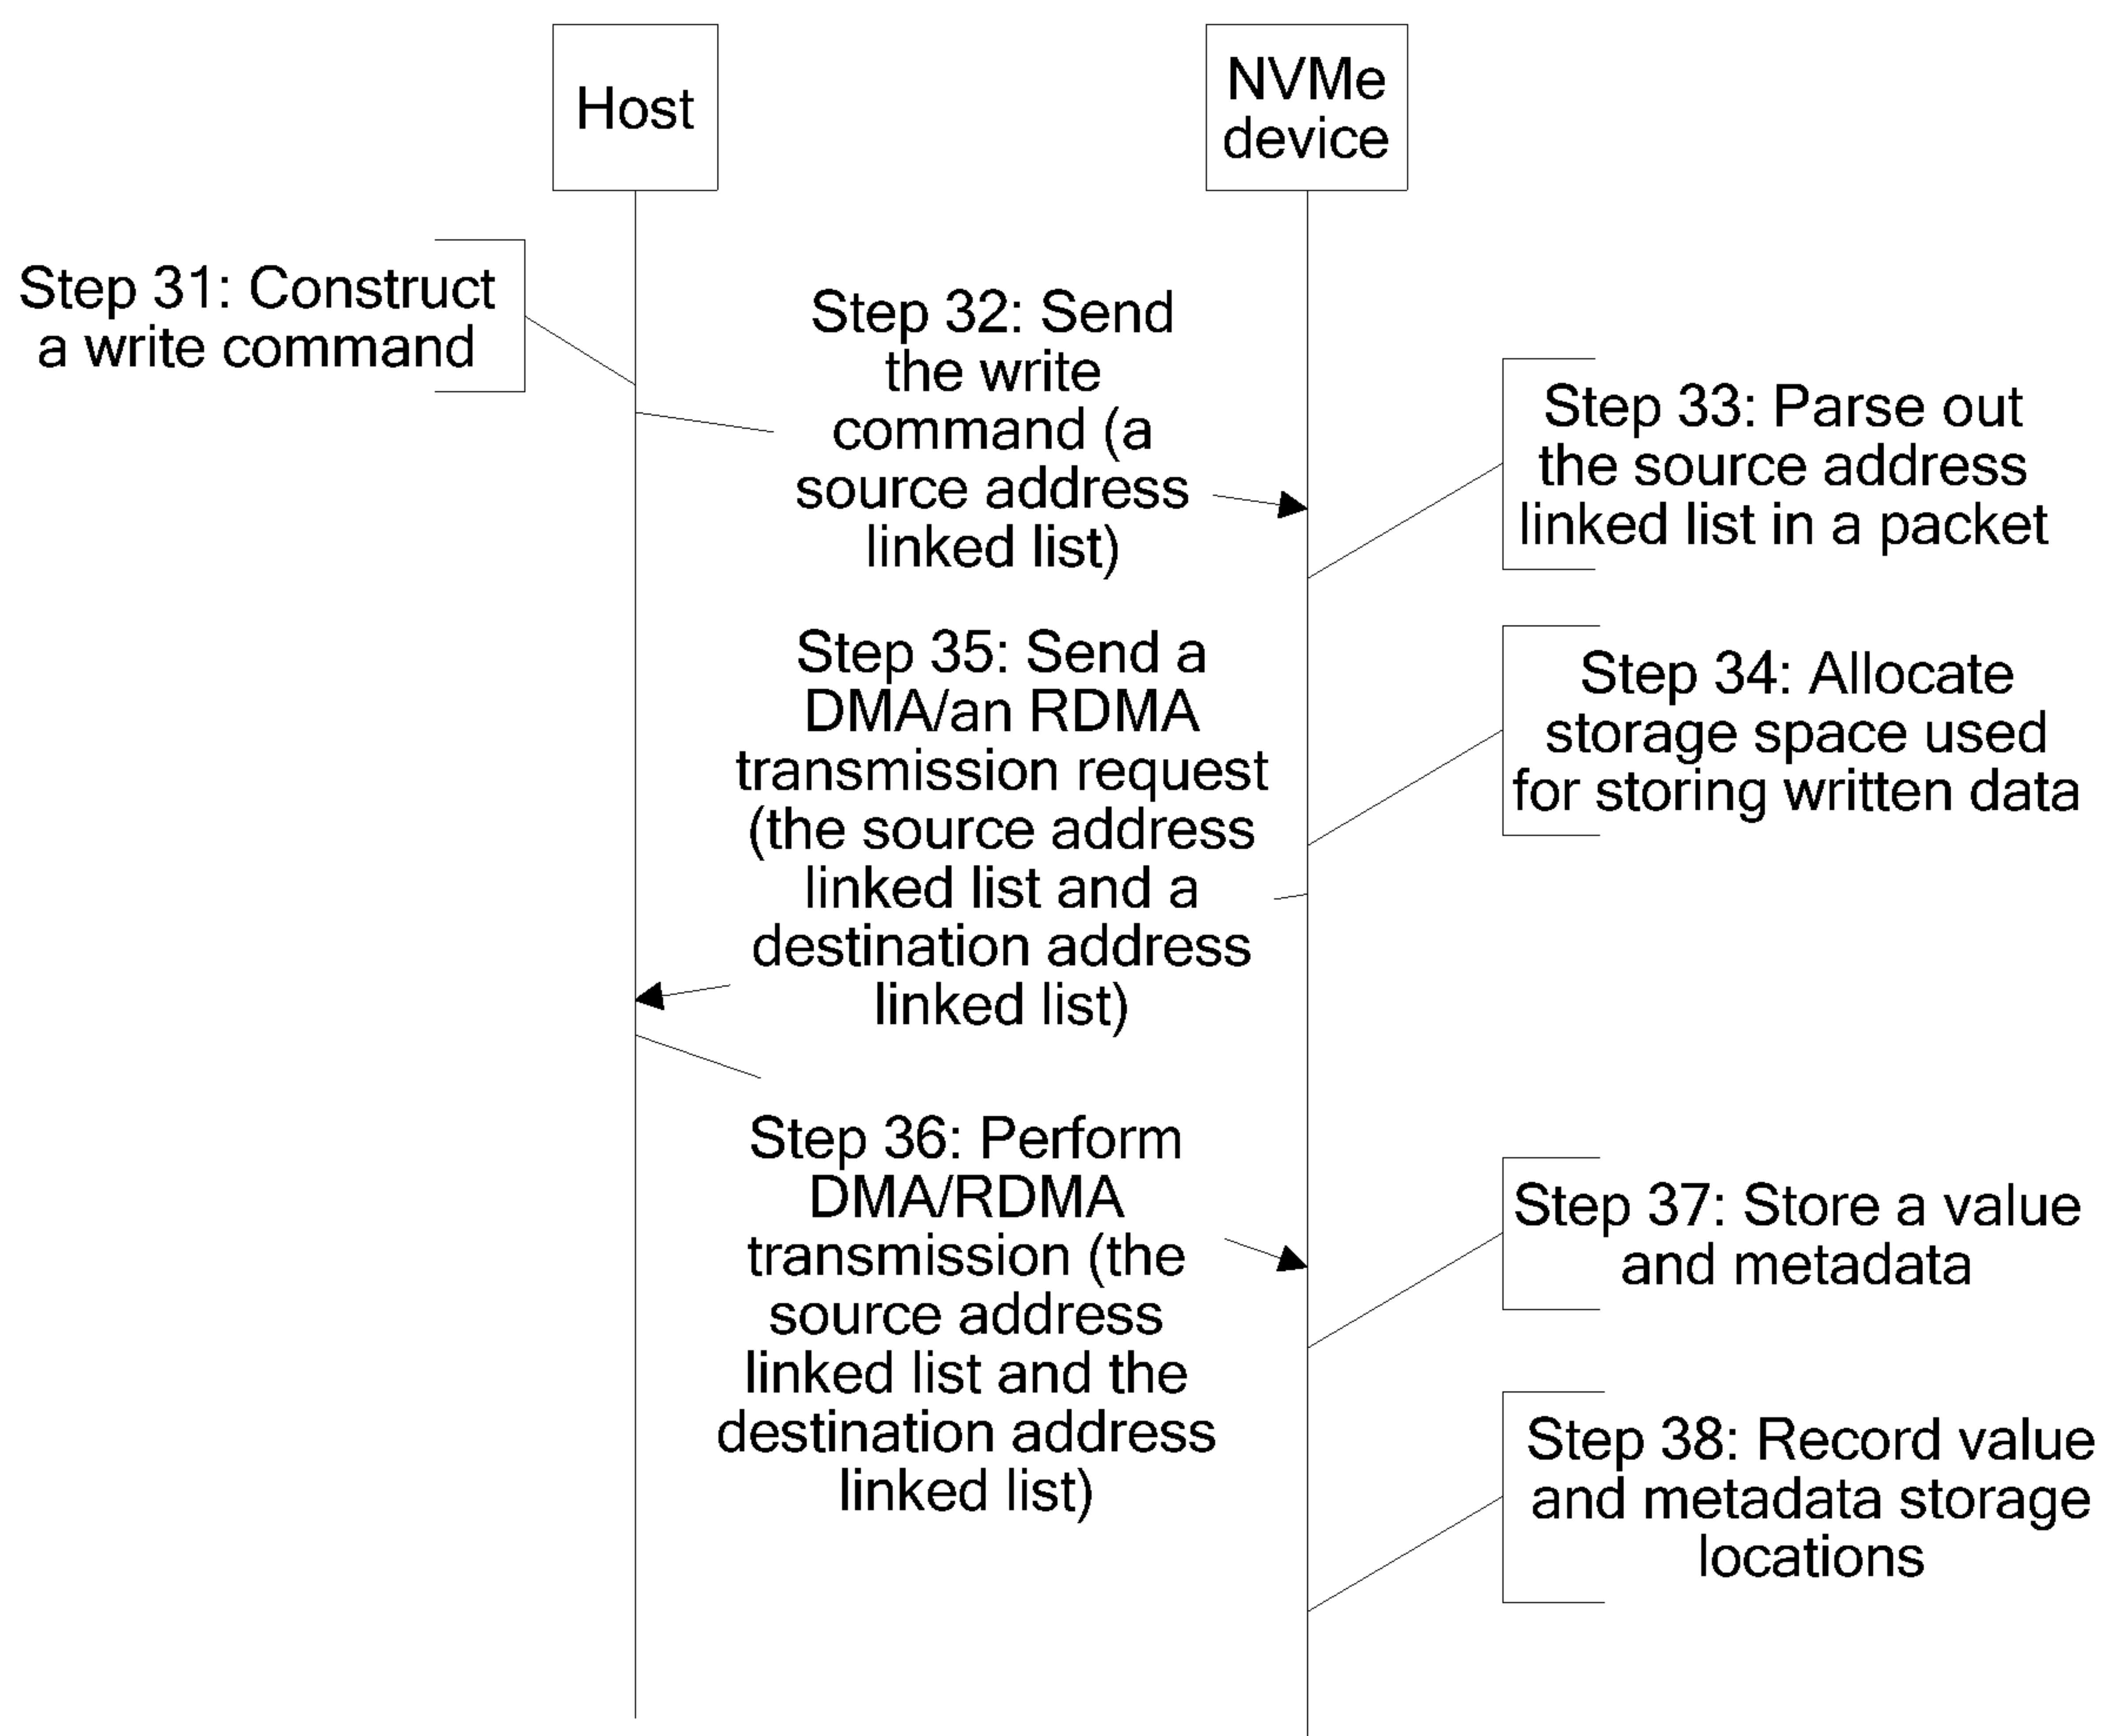 Host
NVMe
device
Step 31: Construct
a write command
Step 32: Send
the write
command (a
source address
linked list)
Step 33: Parse out
the source address
linked list in a packet
Step 34: Allocate
storage space used
for storing written data
Step 35: Send a
DMA/an RDMA
transmission request
(the source address
linked list and a
destination address
linked list)
Step 36: Perform
DMA/RDMA
transmission (the
source address
linked list and the
destination address
linked list)
Step 37: Store a value
and metadata
Step 38: Record value
and metadata storage
locations